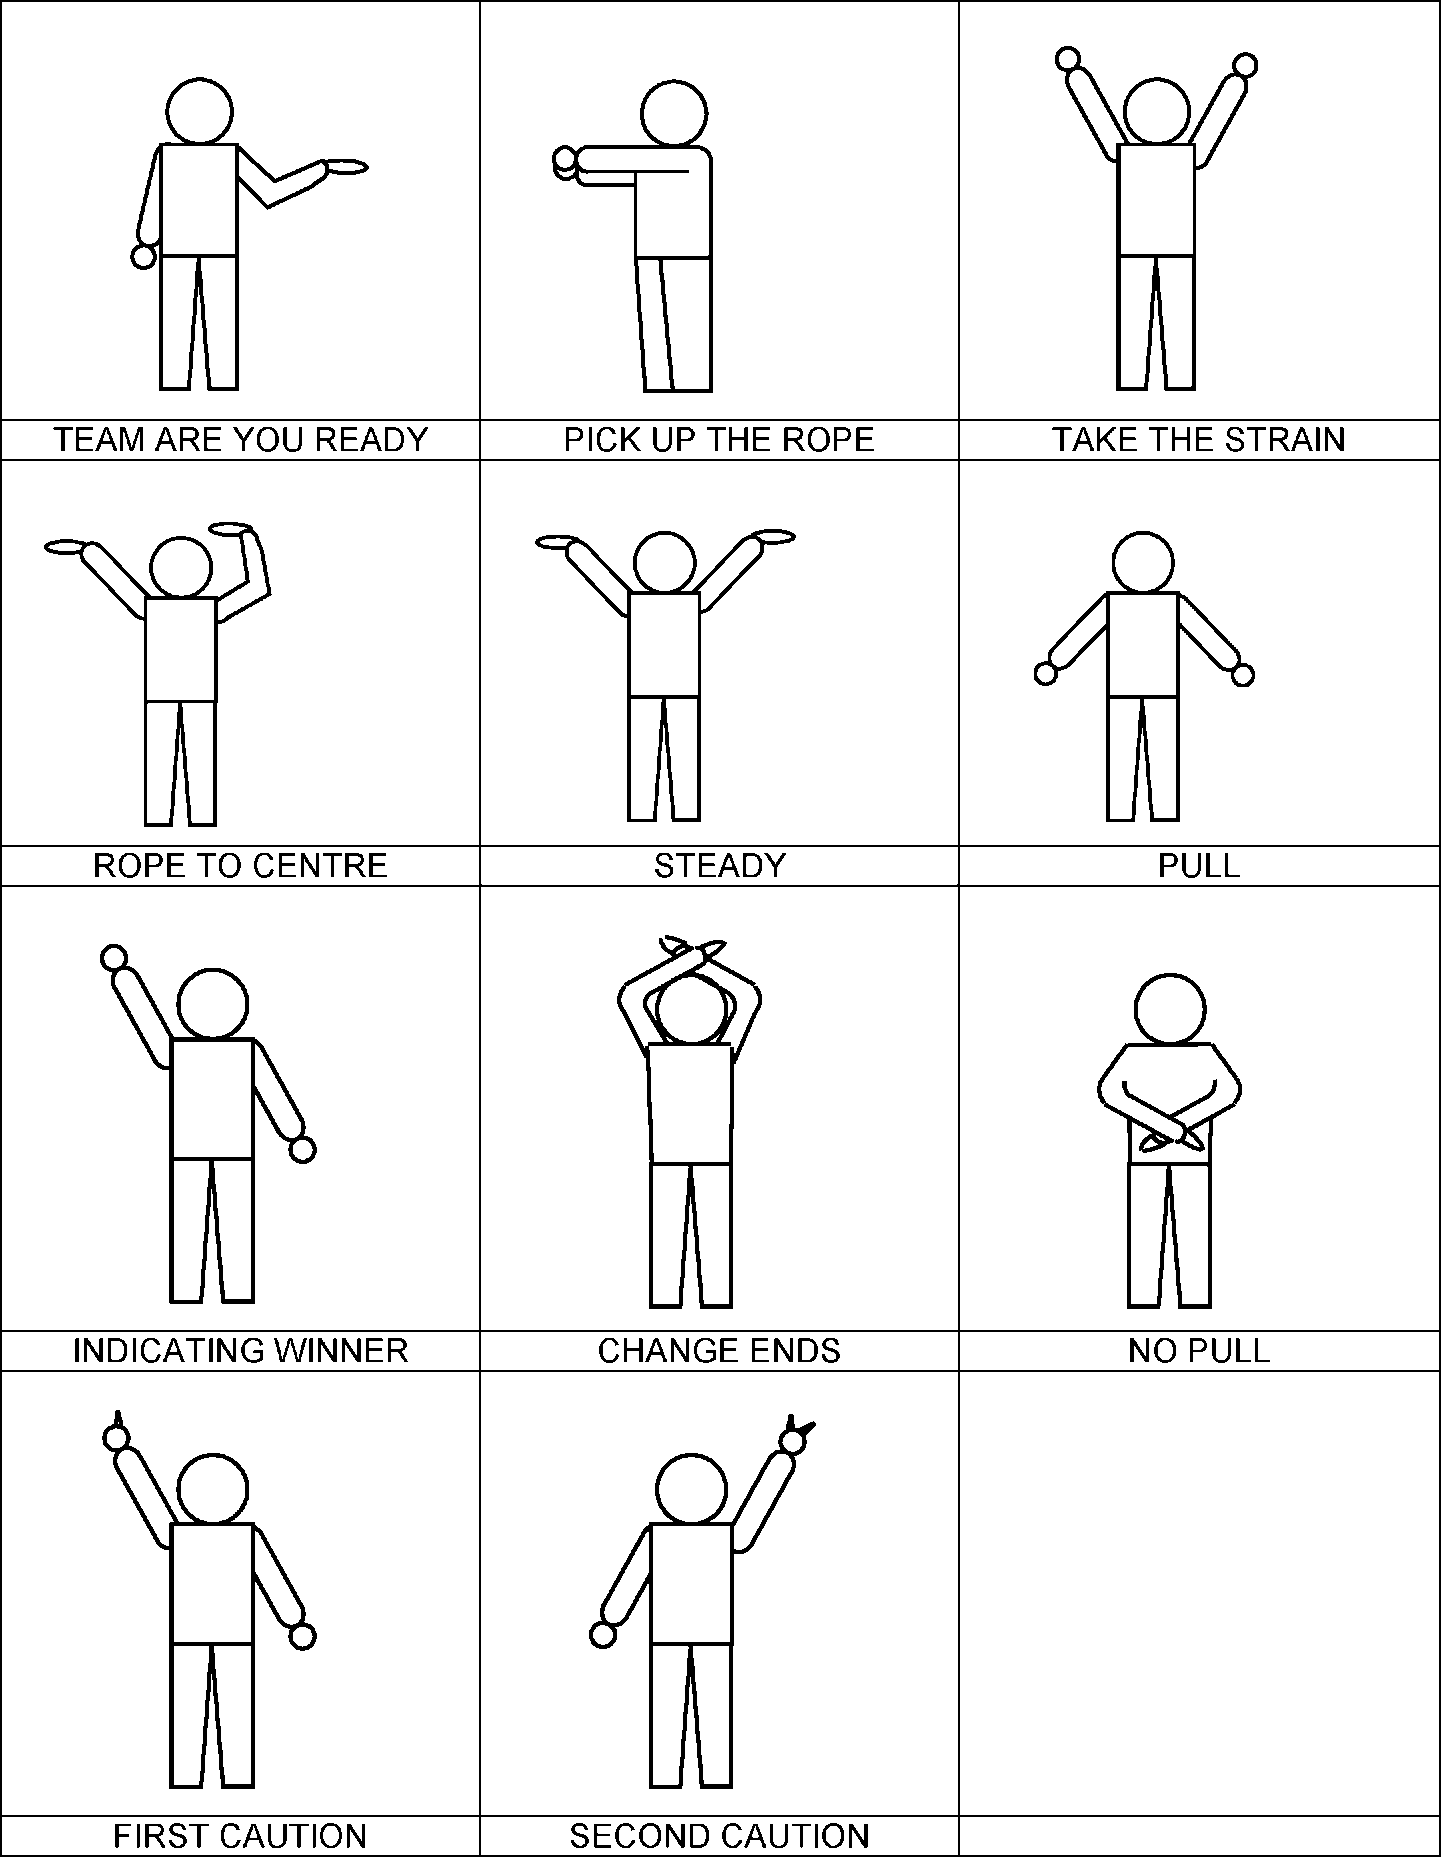 TEAM ARE YOU READY
PICK UP THE ROPE
TAKE THE STRAIN
ROPE TO CENTRE
STEADY
PULL
INDICATING WINNER
CHANGE ENDS
NO PULL
FIRST CAUTION
SECOND CAUTION